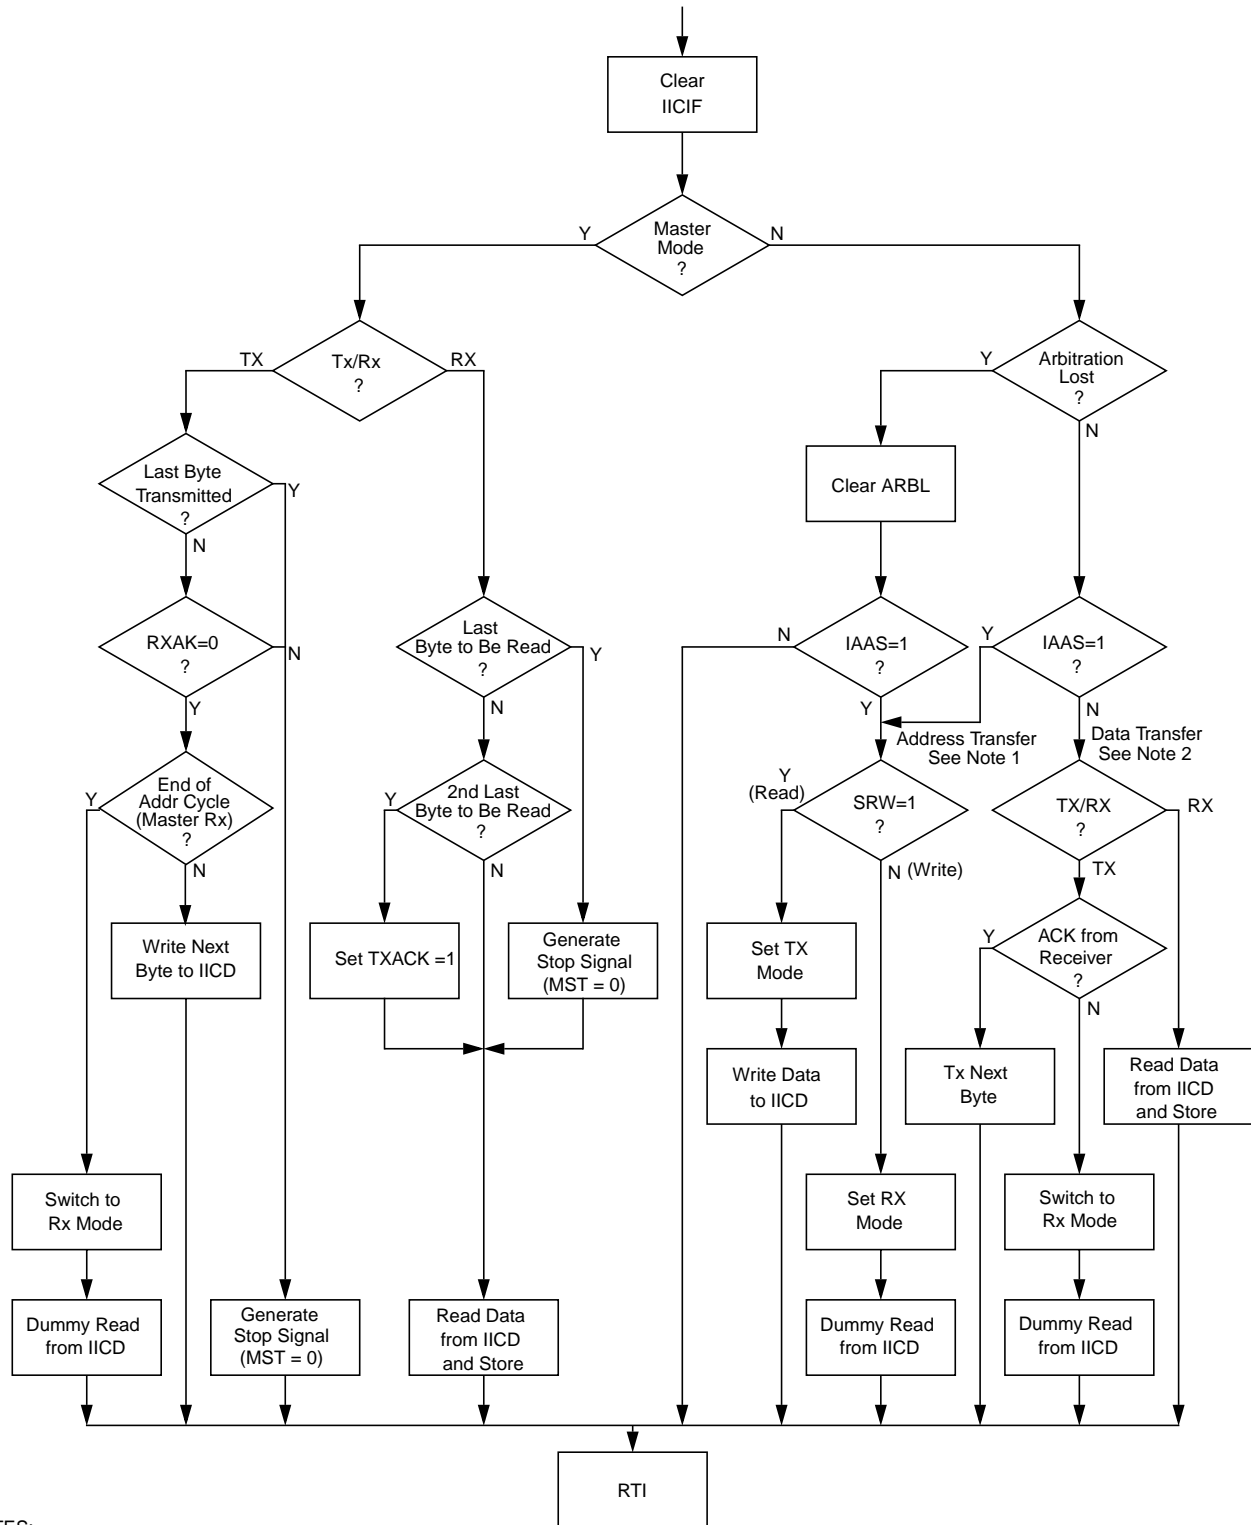 Clear
IICIF
Master
Mode
?
Y
N
Tx/Rx
?
TX
RX
Arbitration
Lost
?
Y
N
Last Byte
Transmitted
?
Y
N
Clear ARBL
RXAK=0
?
N
Y
Last
Byte to Be Read
?
Y
N
IAAS=1
?
N
Y
IAAS=1
?
Y
N
Address Transfer
See Note 1
Data Transfer
See Note 2
End of
Addr Cycle
(Master Rx)
?
Y
N
2nd Last
Byte to Be Read
?
Y
N
Y
(Read)
SRW=1
?
N (Write)
TX/RX
?
RX
TX
Write Next
Byte to IICD
Set TXACK =1
Generate
Stop Signal
(MST = 0)
Set TX
Mode
Y
ACK from
Receiver
?
N
Write Data
to IICD
Tx Next
Byte
Read Data
from IICD
and Store
Switch to
Rx Mode
Set RX
Mode
Switch to
Rx Mode
Dummy Read
from IICD
Generate
Stop Signal
(MST = 0)
Read Data
from IICD
and Store
Dummy Read
from IICD
Dummy Read
from IICD
RTI